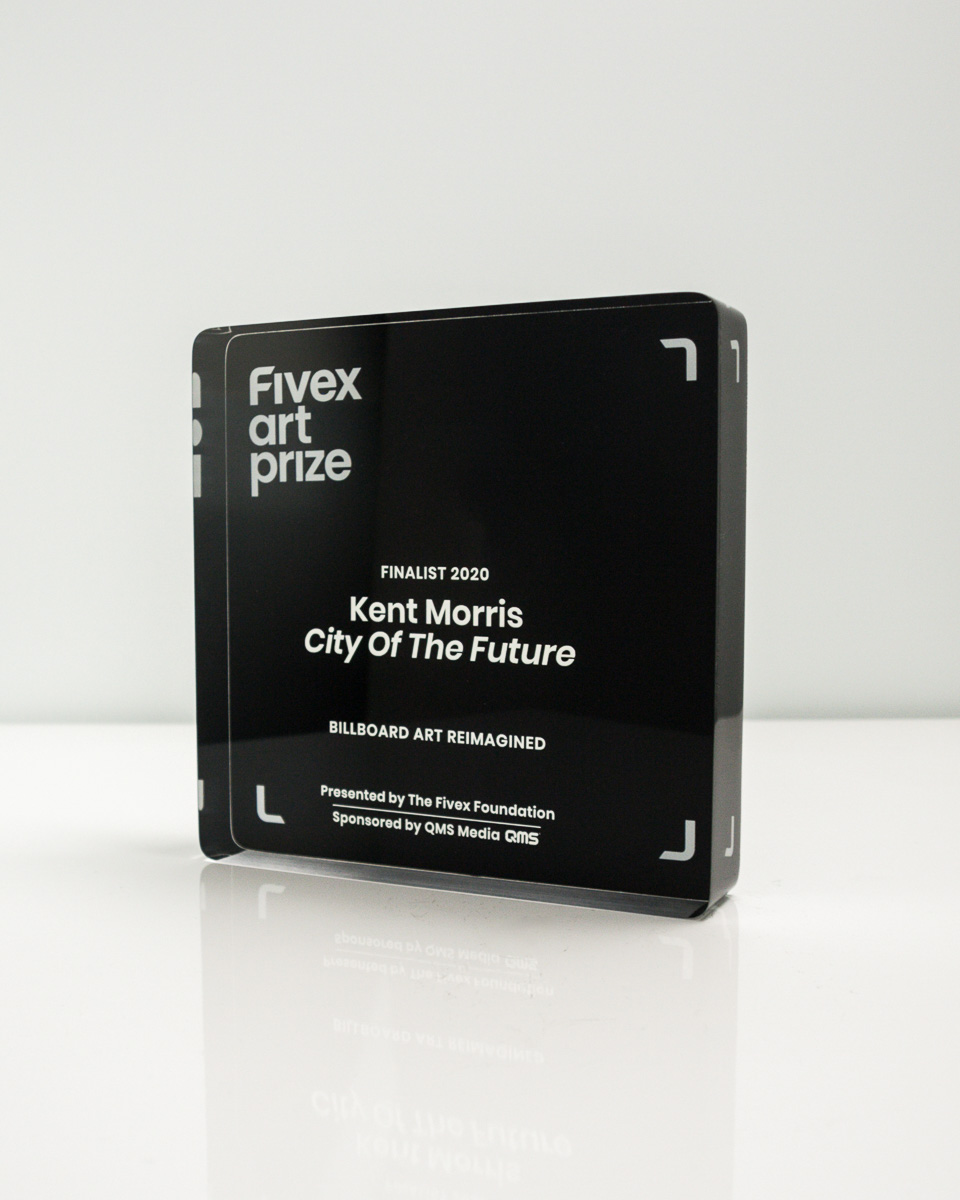 Fivex
art
prize
FINALIST 2020
Kent Morris
City Of The Future
BILLBOARD ART REIMAGINED
Presented by The Fivex Foundation
Sponsored by QMS Media QMS